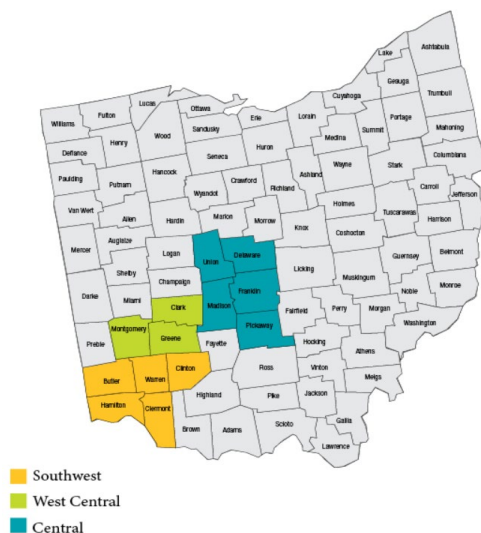 Ashtabula
Lake
Geauga
Lucas
Cuyahoga
Trumbull
Fulton
Ottawa
Williams
Erie
Lorain
Portage
Wood
Sandusky
Summit
Medina
Mahoning
Henry
Defiance
Huron
Seneca
Columbiana
Paulding
Hancock
Ashland
Wayne
Stark
Putnam
Crawford
Wyandot
Richland
Carroll
Jefferson
Van Wert
Allen
Hardin
Marion
Morrow
Holmes
Tuscarawas
Harrison
Knox
Coshocton
Auglaize
Mercer
Logan
Union
Delaware
Belmont
Guernsey
Shelby
Licking
Muskingum
Champaign
Franklin
Noble
Monroe
Darke
Miami
Clark
Madison
Fairfield
Perry
Morgan
Washington
Montgomery
Pickaway
Greene
Preble
Fayette
Hocking
Athens
Clinton
Ross
Vinton
Meigs
Butler
Warren
Highland
Pike
Jackson
Hamilton
Clermont
Gallia
Scioto
Brown
Adams
Lawrence
Southwest
West Central
Central